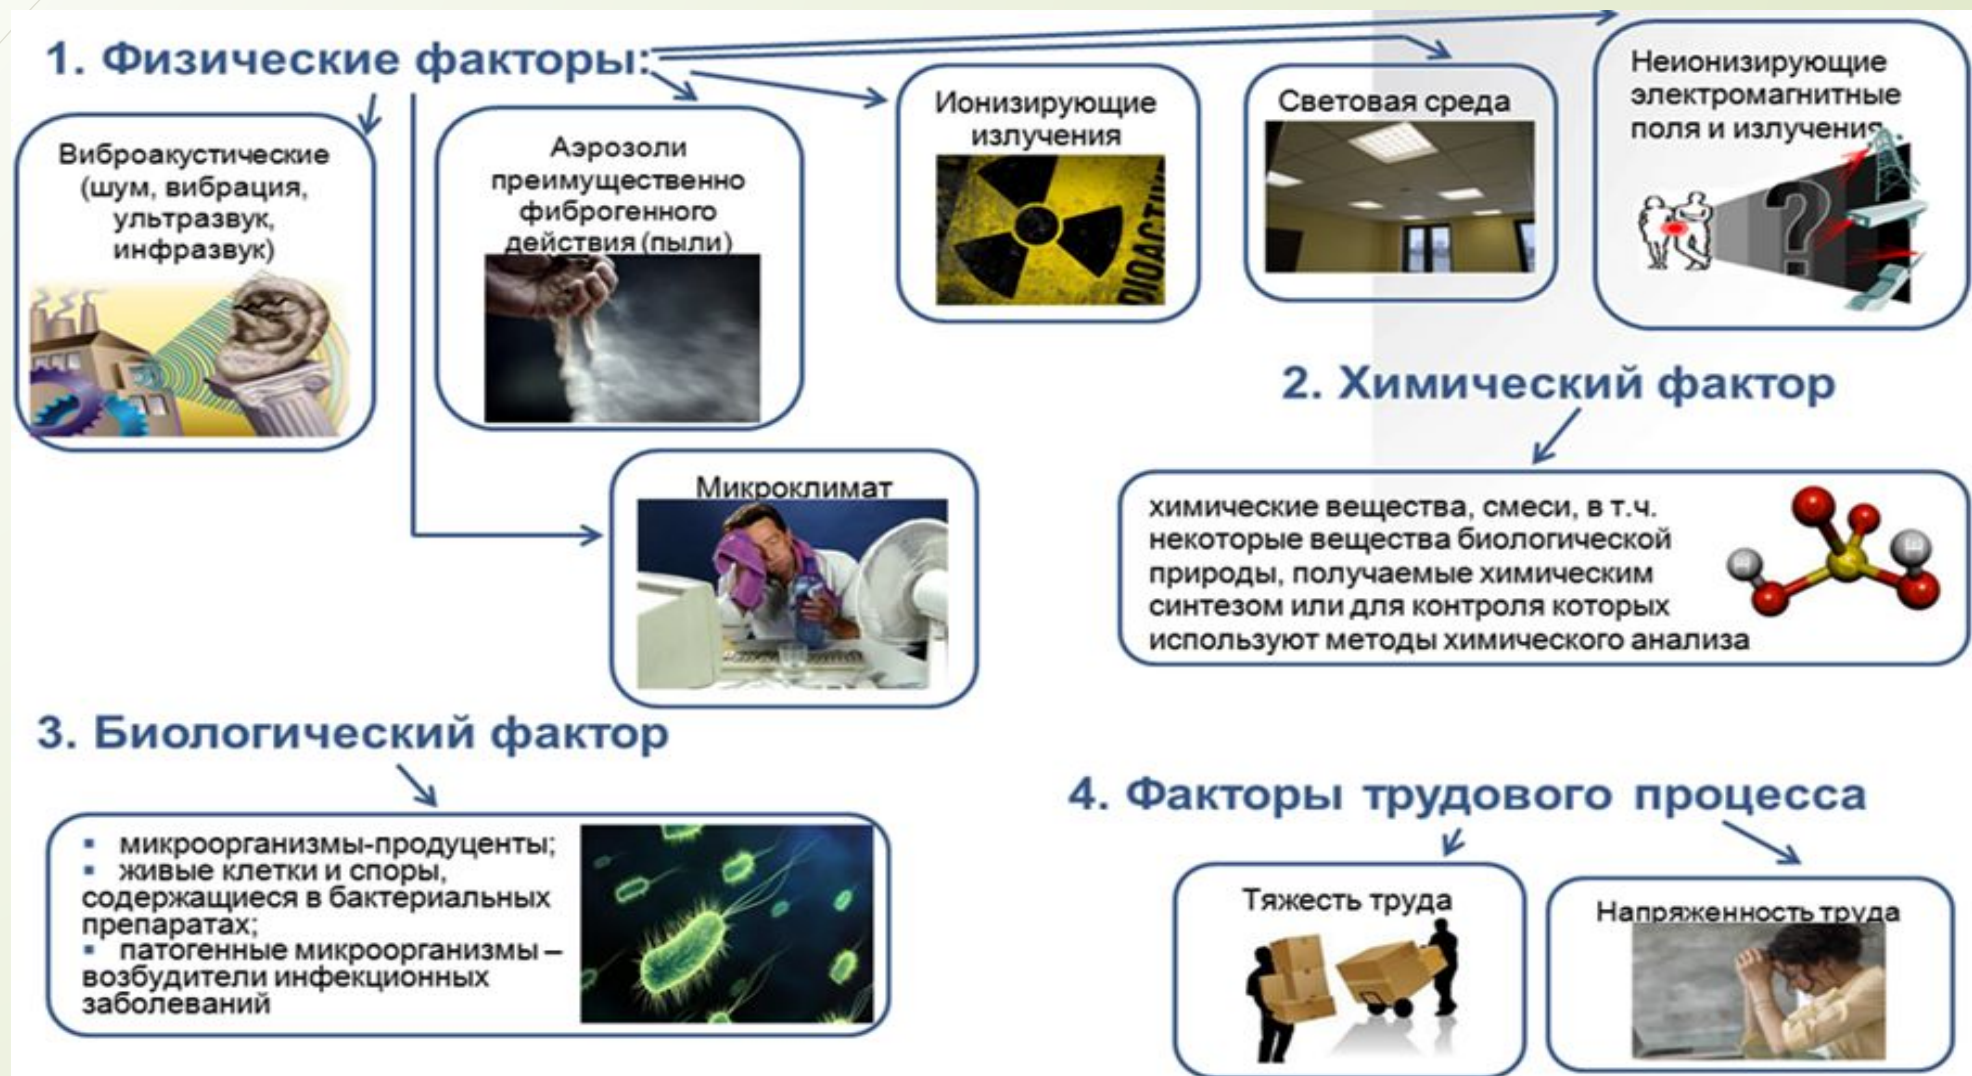 1. Физические факторы:
Виброакустические
(шум, вибрация,
ультразвук,
инфразвук)
Аэрозоли
преимущественно
фиброгенного
действия (пыли)
Ионизирующие
излучения
DIOACTIV
Световая среда
Неионизирующие
электромагнитные
поля и излучения
?
Микроклимат
2. Химический фактор
химические вещества, смеси, в т.ч.
некоторые вещества биологической
природы, получаемые химическим
синтезом или для контроля которых
используют методы химического анализа
3. Биологический фактор
▪ микроорганизмы-продуценты;
▪ живые клетки и споры,
содержащиеся в бактериальных
препаратах;
▪ патогенные микроорганизмы –
возбудители инфекционных
заболеваний
4. Факторы трудового процесса
Тяжесть труда
Напряженность труда